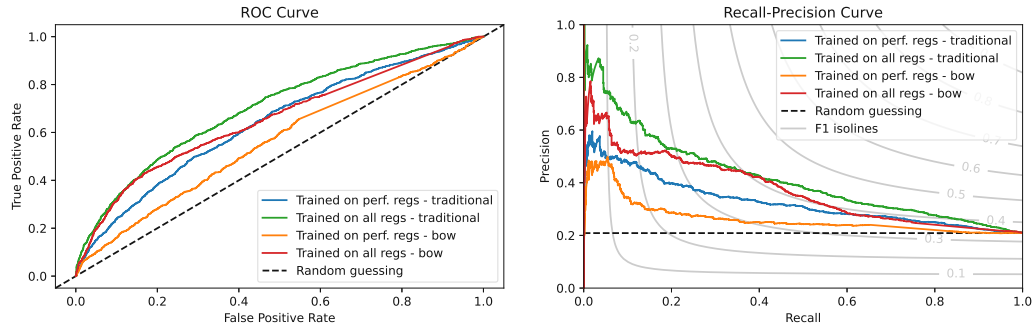 ROC Curve
True Positive Rate
1.0
0.8
0.6
0.4
0.2
0.0
0.0
0.2
0.4
0.6
0.8
1.0
False Positive Rate
Trained on perf. regs - traditional
Trained on all regs - traditional
Trained on perf. regs - bow
Trained on all regs - bow
Random guessing
Recall-Precision Curve
Precision
1.0
0.8
0.6
0.4
0.2
0.0
0.0
0.2
0.4
0.6
0.8
1.0
Recall
Trained on perf. regs - traditional
Trained on all regs - traditional
Trained on perf. regs - bow
Trained on all regs - bow
Random guessing
F1 isolines
0.2
0.8
0.7
0.6
0.5
0.4
0.3
0.1